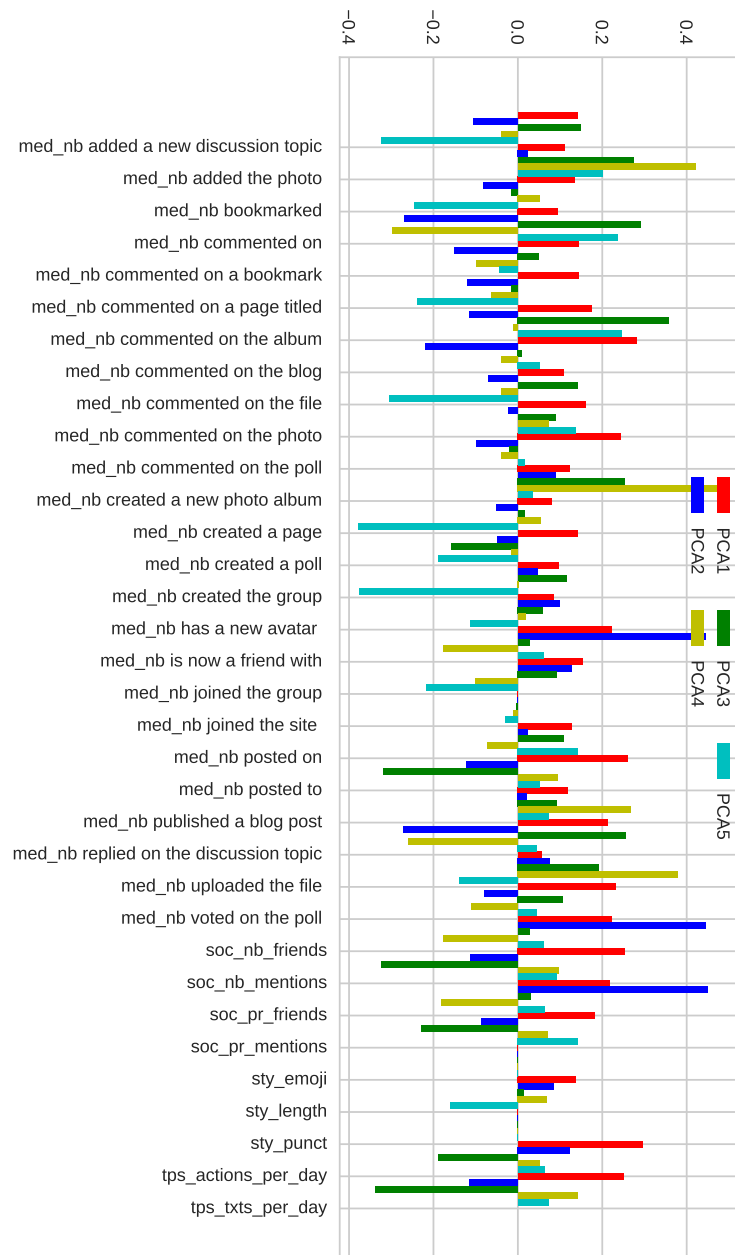 −0.4
−0.2
0.0
0.2
0.4
med_nb added a new discussion topic
med_nb added the photo
med_nb bookmarked
med_nb commented on
med_nb commented on a bookmark
med_nb commented on a page titled
med_nb commented on the album
med_nb commented on the blog
med_nb commented on the file
med_nb commented on the photo
med_nb commented on the poll
med_nb created a new photo album
med_nb created a page
med_nb created a poll
med_nb created the group
med_nb has a new avatar
med_nb is now a friend with
med_nb joined the group
med_nb joined the site
med_nb posted on
med_nb posted to
med_nb published a blog post
med_nb replied on the discussion topic
med_nb uploaded the file
med_nb voted on the poll
soc_nb_friends
soc_nb_mentions
soc_pr_friends
soc_pr_mentions
sty_emoji
sty_length
sty_punct
tps_actions_per_day
tps_txts_per_day
PCA1
PCA2
PCA3
PCA4
PCA5